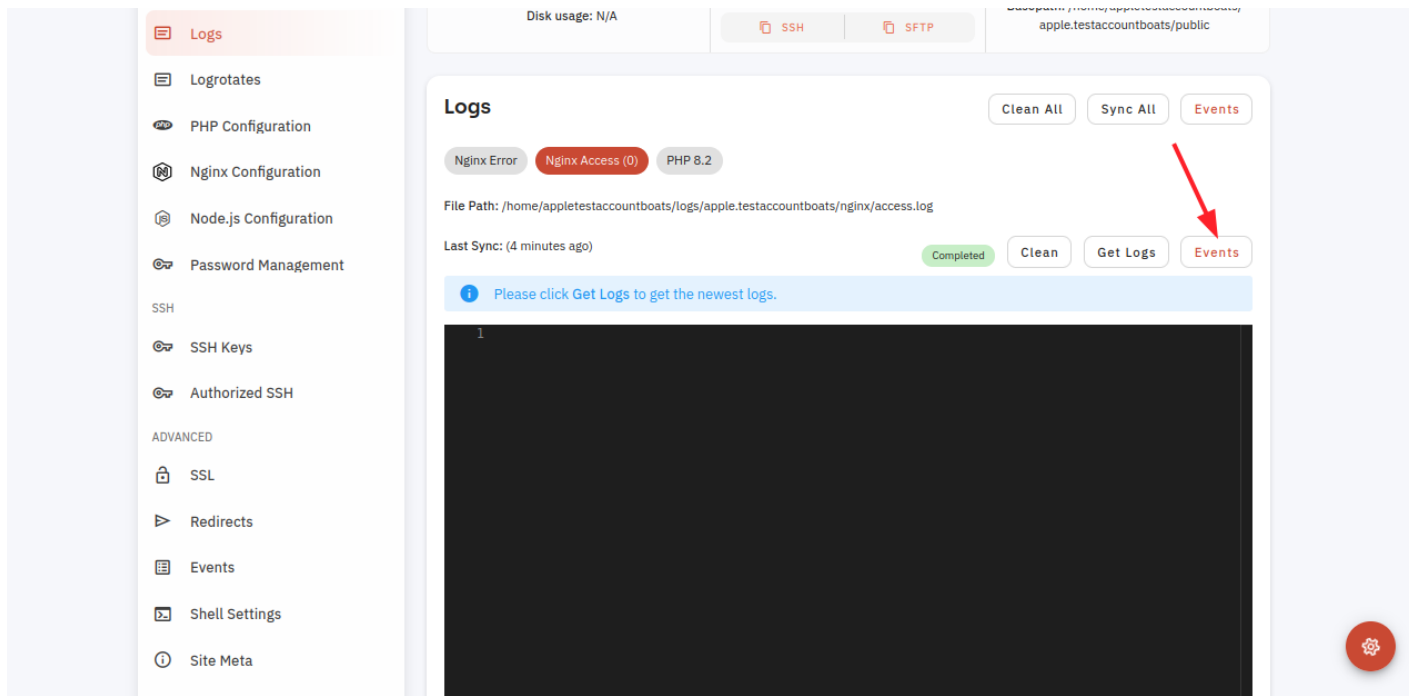 Logs
Logrotates
PHP Configuration
Nginx Configuration
Node.js Configuration
Password Management
SSH
SSH Keys
Authorized SSH
ADVANCED
SSL
Redirects
Events
Shell Settings
Site Meta
Disk usage: N/A
SSH
SFTP
apple.testaccountboats/public
Logs
Clean All
Sync All
Events
Nginx Error
Nginx Access (0)
PHP 8.2
File Path: /home/appletestaccountboats/logs/apple.testaccountboats/nginx/access.log
Last Sync: (4 minutes ago)
Completed
Clean
Get Logs
Events
Please click Get Logs to get the newest logs.
1